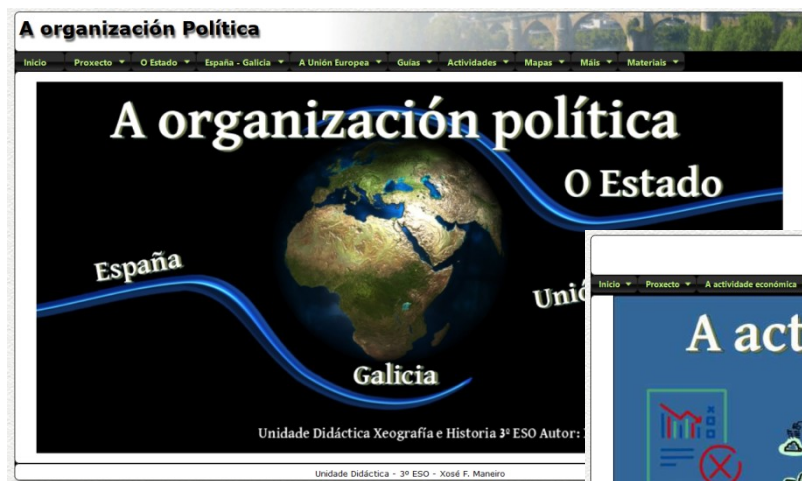 A organización Política
Inicio Proxecto O Estado España - Galicia A Unión Europea Guías Actividades Mapas Máis Materiais
A organización política
O Estado
España
Galicia
Unidade Didáctica Xeografía e Historia 3º ESO Autor:
Unidade Didáctica - 3º ESO - Xosé F. Maneiro
Inicio Proxecto A actividade económica
A act